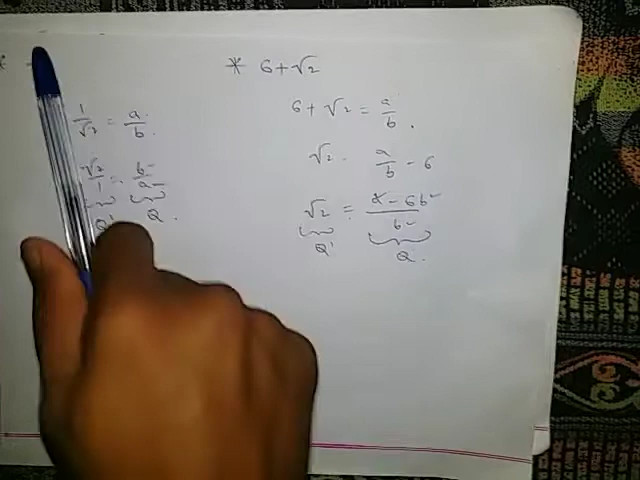 * 6+√2
1/√2 = a/b.
6+√2 = a/b.
√2/1 = b/a
√2 = a/b - 6
Q' Q.
√2 = a - 6b/b
Q' Q.